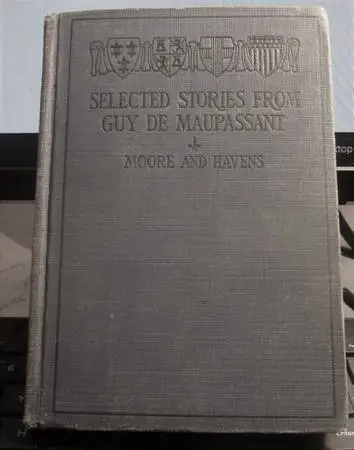 SELECTED STORIES FROM
GUY DE MAUPASSANT
MOORE AND HAVENS